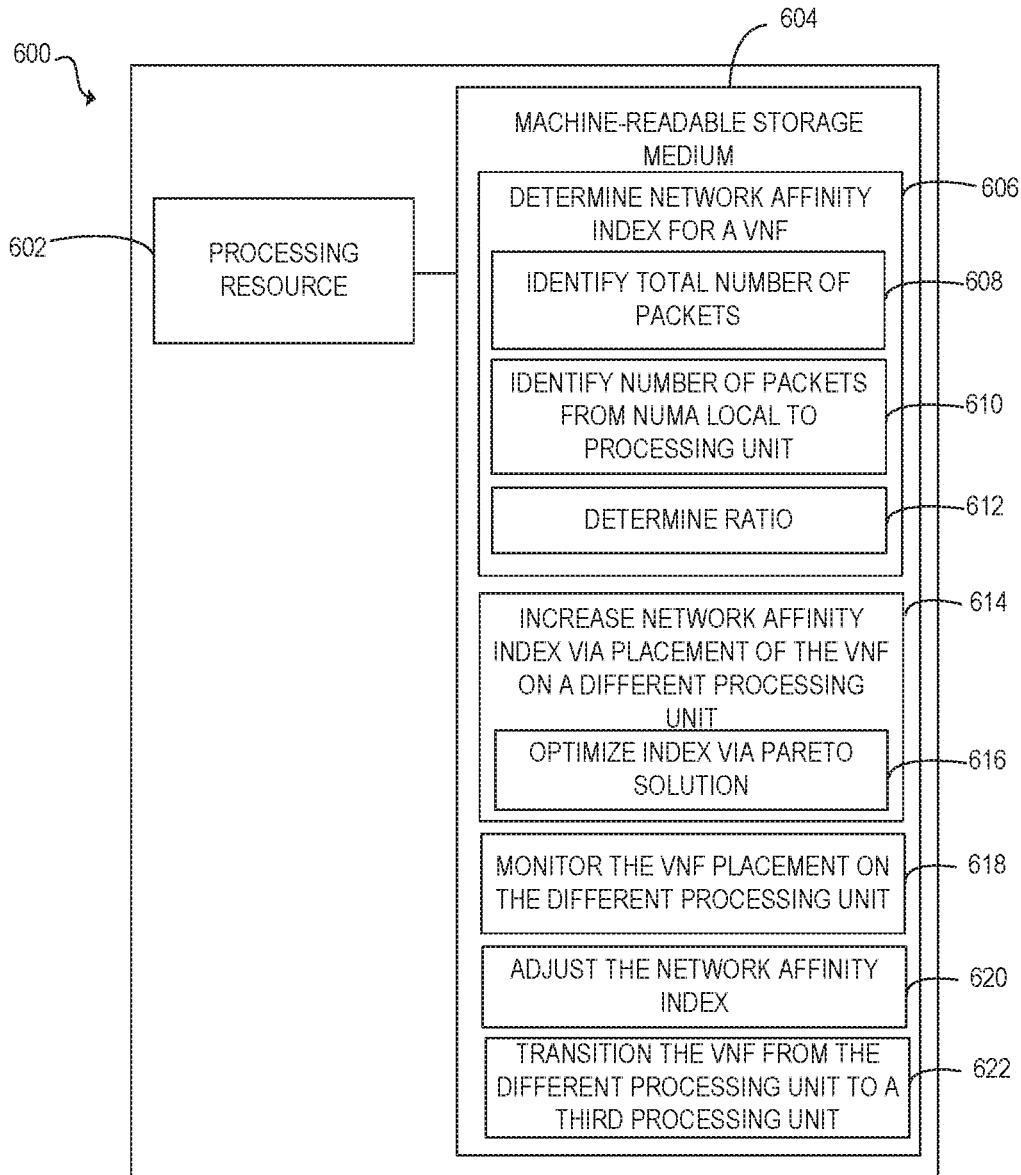 604
600
MACHINE-READABLE STORAGE
MEDIUM
606
DETERMINE NETWORK AFFINITY
INDEX FOR A VNF
602
PROCESSING
RESOURCE
IDENTIFY TOTAL NUMBER OF
PACKETS
608
IDENTIFY NUMBER OF PACKETS
FROM NUMA LOCAL TO
PROCESSING UNIT
610
DETERMINE RATIO
612
614
INCREASE NETWORK AFFINITY
INDEX VIA PLACEMENT OF THE VNF
ON A DIFFERENT PROCESSING
UNIT
OPTIMIZE INDEX VIA PARETO
SOLUTION
616
MONITOR THE VNF PLACEMENT ON
THE DIFFERENT PROCESSING UNIT
618
ADJUST THE NETWORK AFFINITY
INDEX
620
TRANSITION THE VNF FROM THE
DIFFERENT PROCESSING UNIT TO A
THIRD PROCESSING UNIT
622